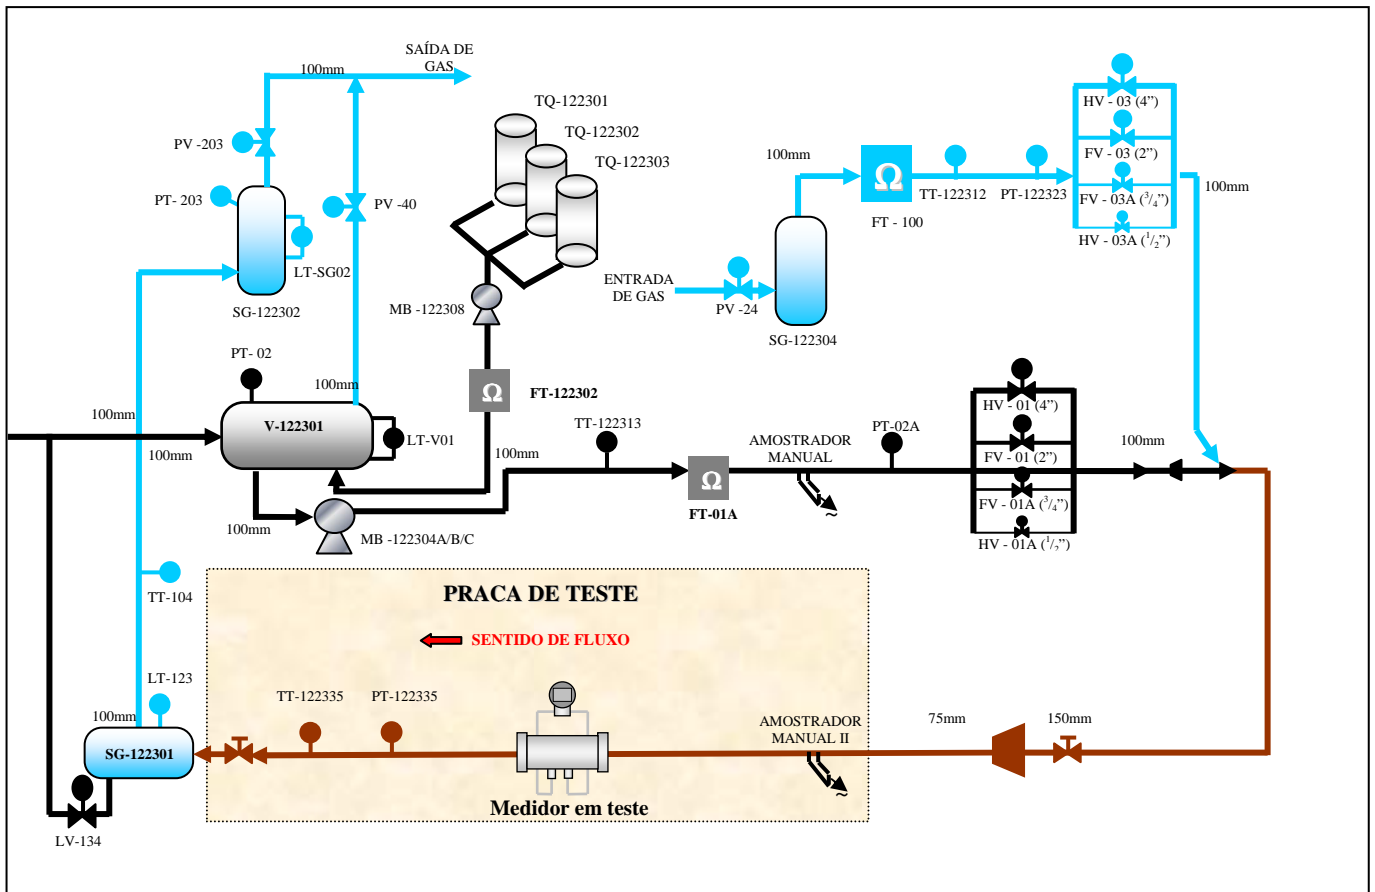 SAÍDA DE
GAS
100mm
TQ-122301
TQ-122302
TQ-122303
PV -203
PT- 203
PV -40
LT-SG02
SG-122302
MB -122308
100mm
FT - 100
TT-122312
PT-122323
HV - 03 (4”)
FV - 03 (2”)
FV - 03A (3/4”)
HV - 03A (1/2”)
100mm
ENTRADA
DE GAS
PV -24
SG-122304
PT- 02
100mm
Ω
Ω
FT-122302
100mm
V-122301
100mm
LT-V01
TT-122313
AMOSTRADOR
MANUAL
PT-02A
HV - 01 (4”)
FV - 01 (2”)
FV - 01A (3/4”)
HV - 01A (1/2”)
100mm
100mm
Ω
FT-01A
100mm
MB -122304A/B/C
TT-104
PRACA DE TESTE
SENTIDO DE FLUXO
LT-123
100mm
SG-122301
TT-122335
PT-122335
AMOSTRADOR
MANUAL II
75mm
150mm
Medidor em teste
LV-134